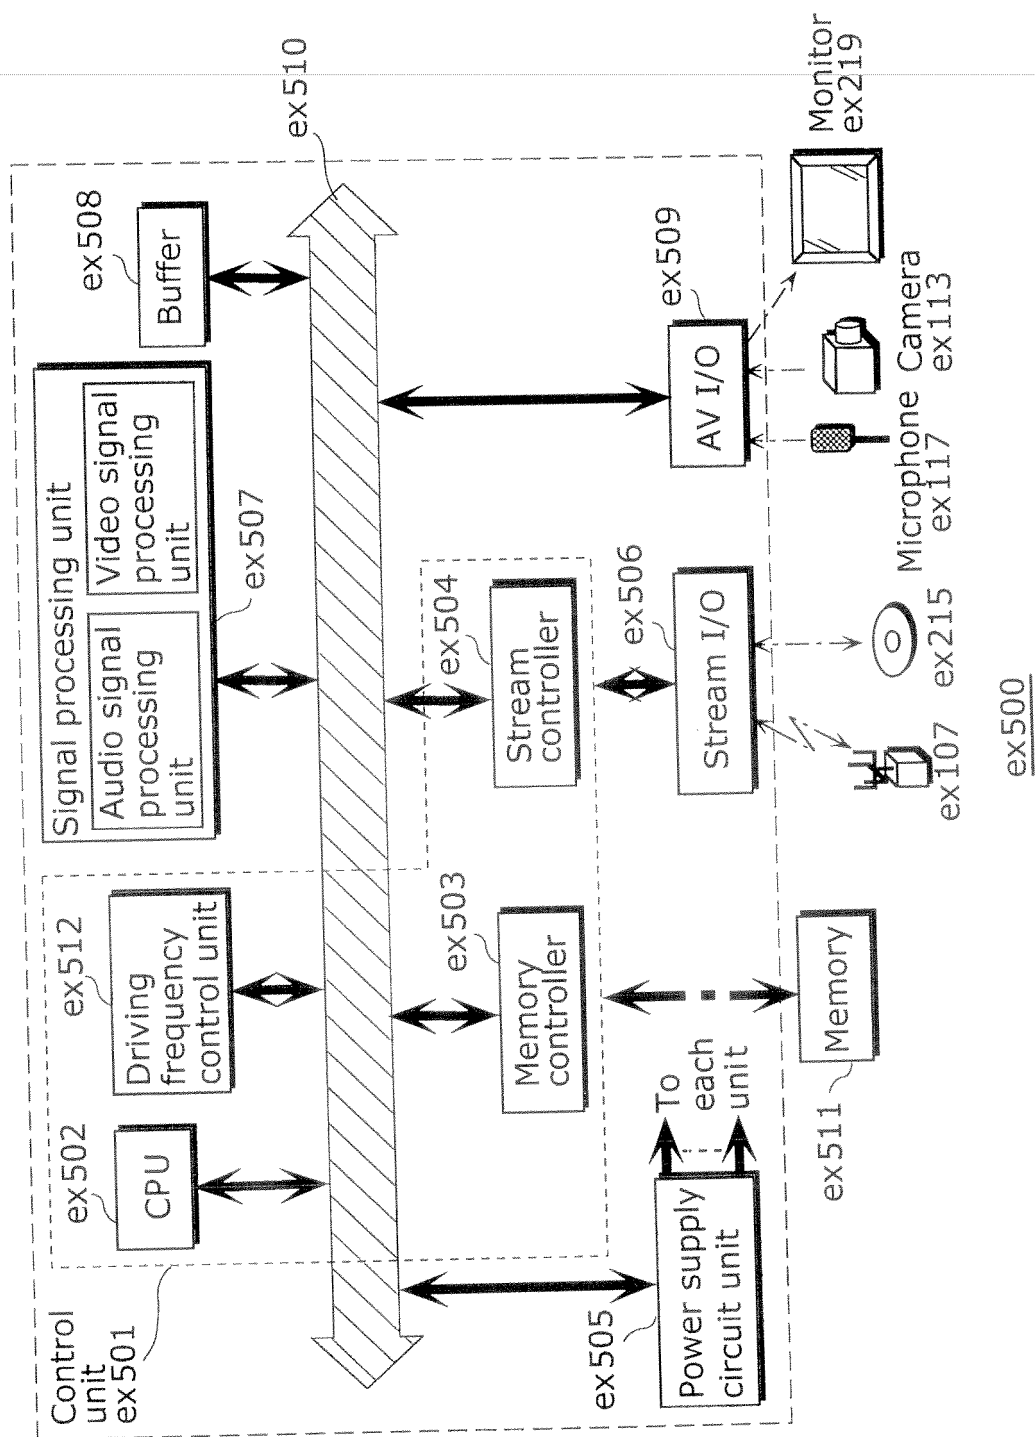 Control
unit
ex501
ex502
CPU
ex512
Driving
frequency
control unit
Signal processing unit
Audio signal
processing
unit
Video signal
processing
unit
ex507
ex508
Buffer
ex510
ex503
Memory
controller
ex504
Stream
controller
ex505
Power supply
circuit unit
To
each
unit
ex506
Stream I/O
ex509
AV I/O
ex511
Memory
ex107
ex215
Microphone
ex117
Camera
ex113
Monitor
ex219
ex500